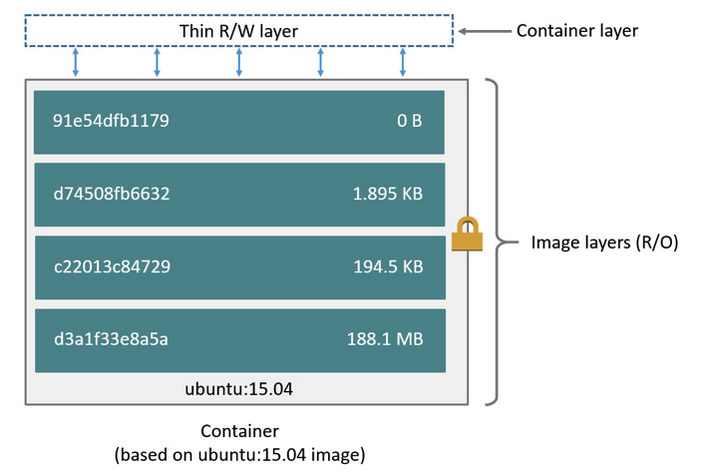 Thin R/W layer
Container layer
91e54dfb1179 0 B
d74508fb6632 1.895 KB
c22013c84729 194.5 KB
d3a1f33e8a5a 188.1 MB
Image layers (R/O)
ubuntu:15.04
Container
(based on ubuntu:15.04 image)